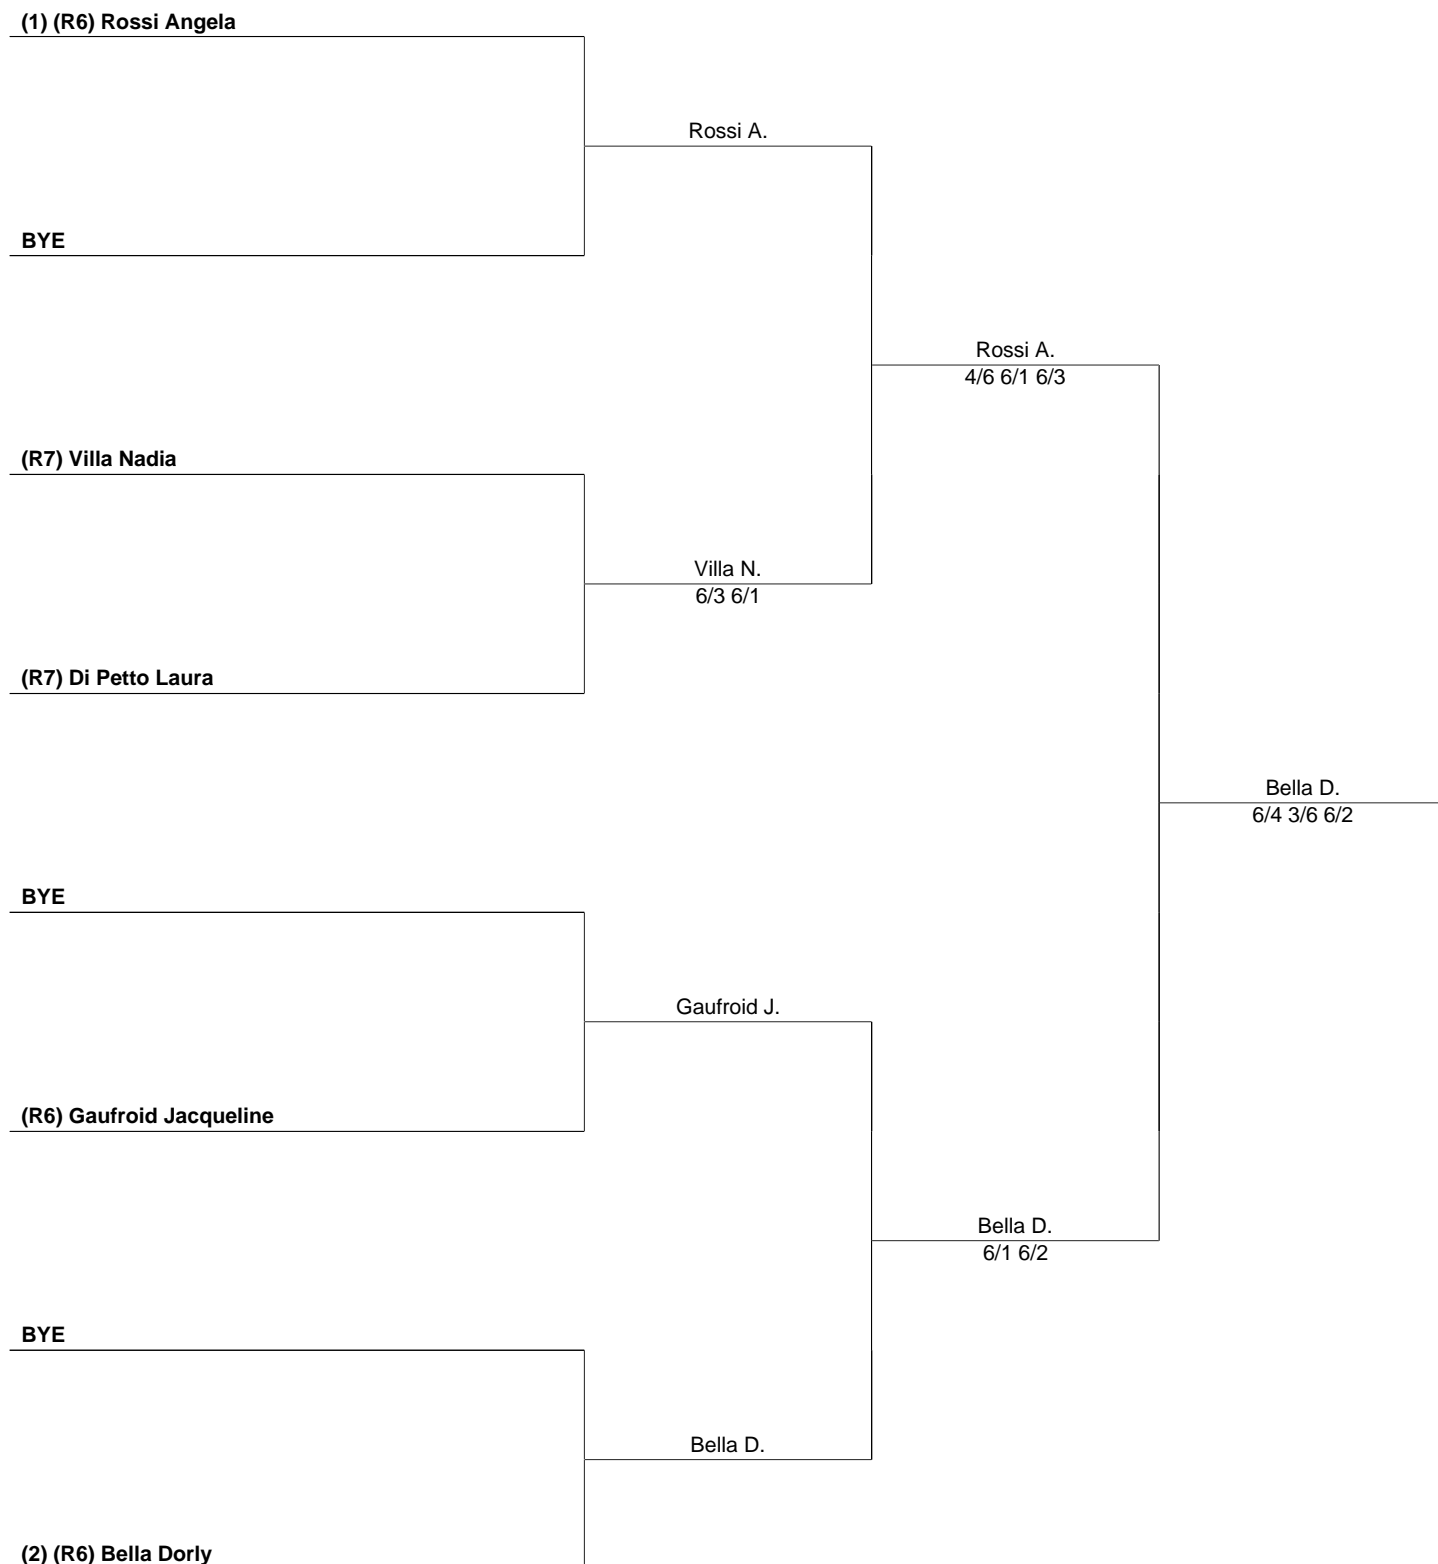 (1) (R6) Rossi Angela
Rossi A.
BYE
Rossi A.
4/6 6/1 6/3
(R7) Villa Nadia
Villa N.
6/3 6/1
(R7) Di Petto Laura
Bella D.
6/4 3/6 6/2
BYE
Gaufroid J.
(R6) Gaufroid Jacqueline
Bella D.
6/1 6/2
BYE
Bella D.
(2) (R6) Bella Dorly